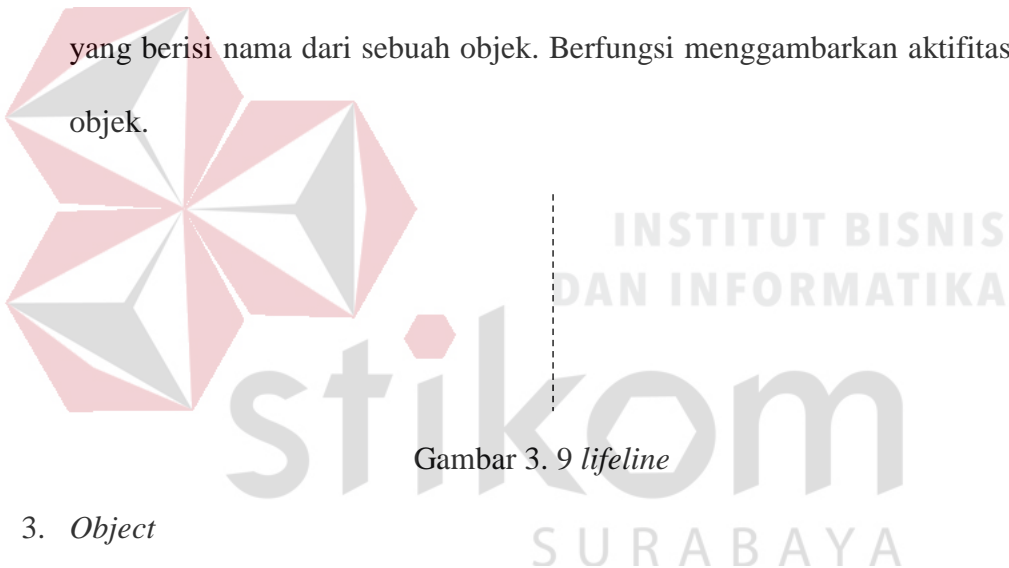 yang berisi nama dari sebuah objek. Berfungsi menggambarkan aktifitas
objek.
INSTITUT BISNIS
DAN INFORMATIKA
stikom
Gambar 3. 9 lifeline
3. Object
SURABAYA